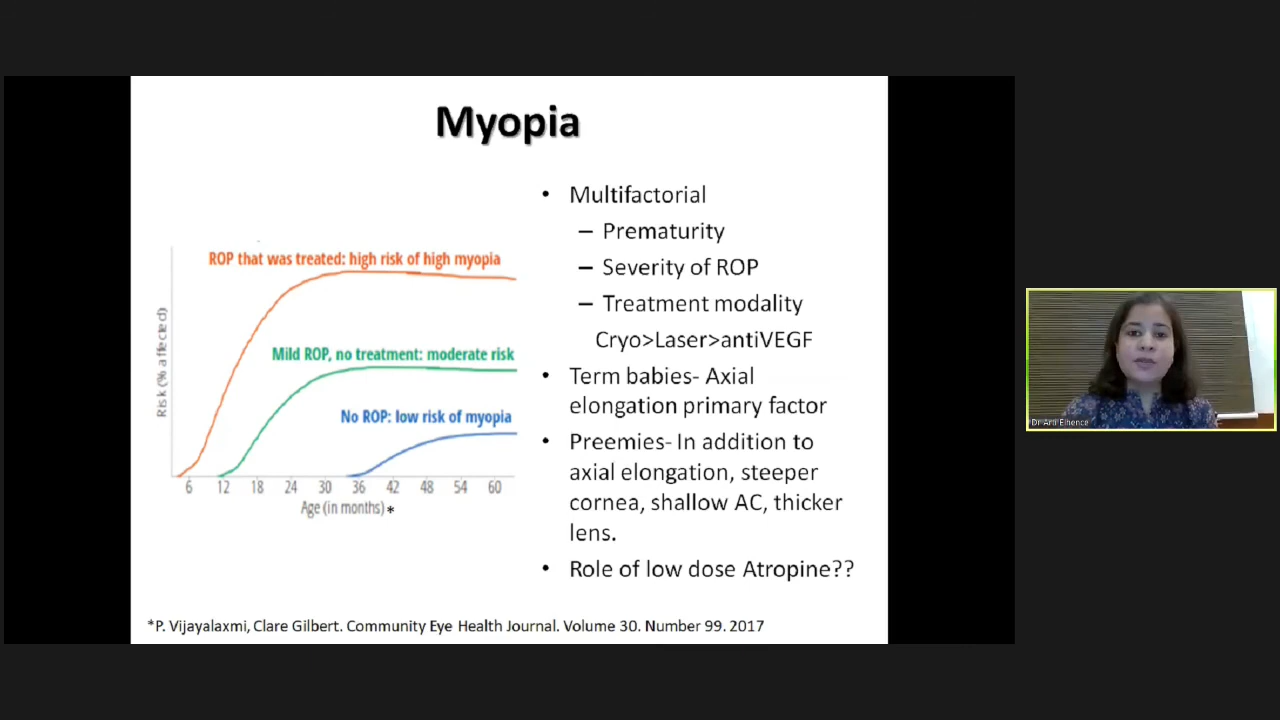 Myopia
• Multifactorial
– Prematurity
– Severity of ROP
– Treatment modality
Cryo>Laser>antiVEGF
• Term babies- Axial
elongation primary factor
• Preemies- In addition to
axial elongation, steeper
cornea, shallow AC, thicker
lens.
• Role of low dose Atropine??
ROP that was treated: high risk of high myopia
Mild ROP, no treatment: moderate risk
No ROP: low risk of myopia
Risk (% affected)
6 12 18 24 30 36 42 48 54 60
Age (in months) *
*P. Vijayalaxmi, Clare Gilbert. Community Eye Health Journal. Volume 30. Number 99. 2017
Dr Arti Elhence